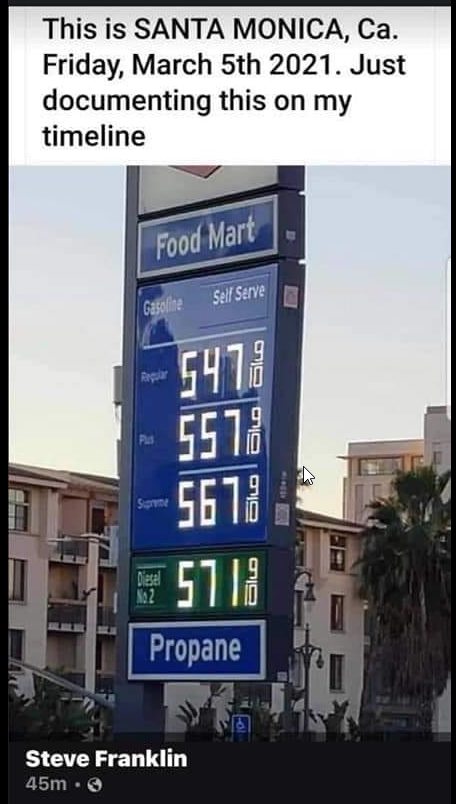 This is SANTA MONICA, Ca.
Friday, March 5th 2021. Just
documenting this on my
timeline
Food Mart
Gasoline Self Serve
Regular 547 9/10
Plus 557 9/10
Supreme 567 9/10
Diesel
No.2 571 9/10
Propane
Steve Franklin
45m •